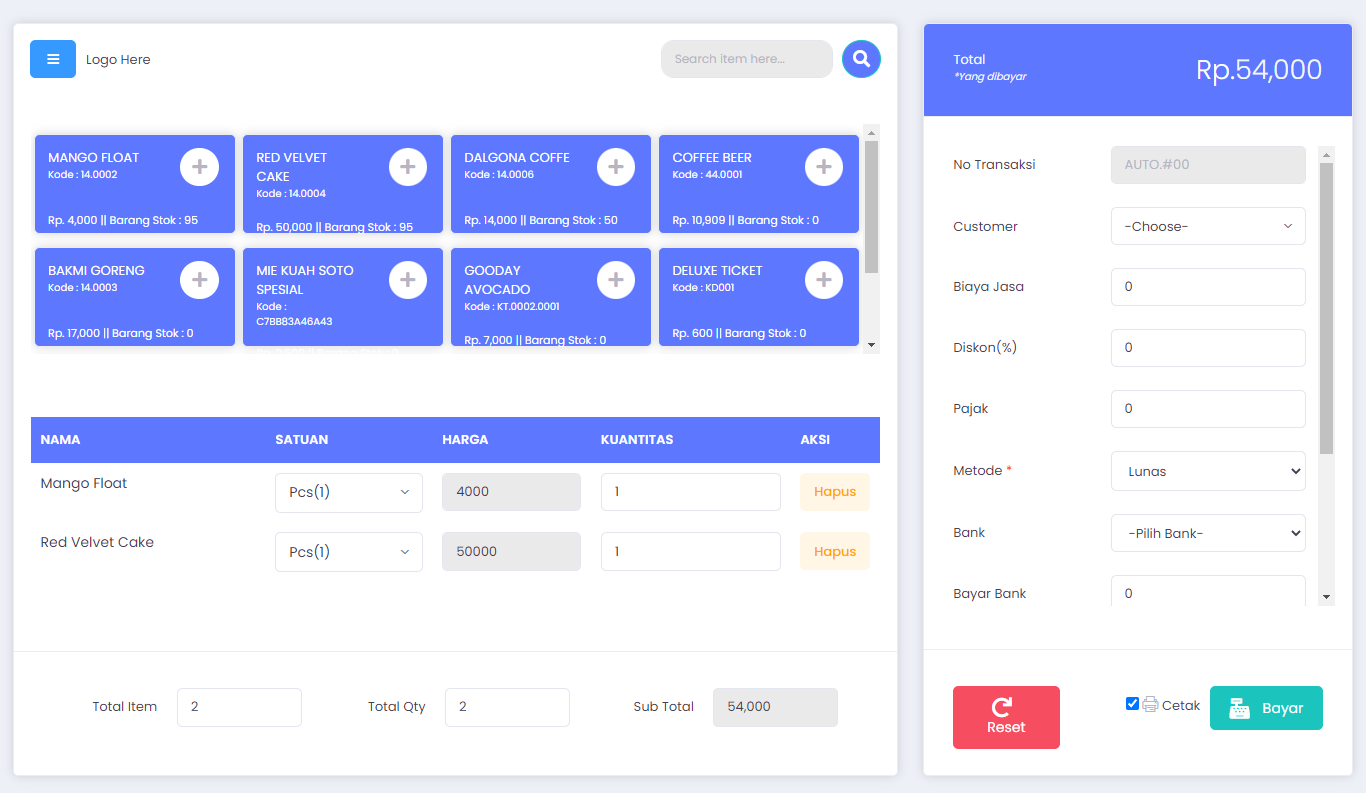 Logo Here
Search item here...
MANGO FLOAT
Kode : 14.0002
Rp. 4,000 || Barang Stok : 95
RED VELVET
CAKE
Kode : 14.0004
Rp. 50,000 || Barang Stok : 95
DALGONA COFFE
Kode : 14.0006
Rp. 14,000 || Barang Stok : 50
COFFEE BEER
Kode : 44.0001
Rp. 10,909 || Barang Stok : 0
BAKMI GORENG
Kode : 14.0003
Rp. 17,000 || Barang Stok : 0
MIE KUAH SOTO
SPESIAL
Kode :
C7BB83A46A43
GOODAY
AVOCADO
Kode : KT.0002.0001
Rp. 7,000 || Barang Stok : 0
DELUXE TICKET
Kode : KD001
Rp. 600 || Barang Stok : 0
NAMA SATUAN HARGA KUANTITAS AKSI
Mango Float Pcs(1) 4000 1 Hapus
Red Velvet Cake Pcs(1) 50000 1 Hapus
Total Item 2 Total Qty 2 Sub Total 54,000
Total
*Yang dibayar
Rp.54,000
No Transaksi AUTO.#00
Customer -Choose-
Biaya Jasa 0
Diskon(%) 0
Pajak 0
Metode * Lunas
Bank -Pilih Bank-
Bayar Bank 0
Reset
Cetak
Bayar